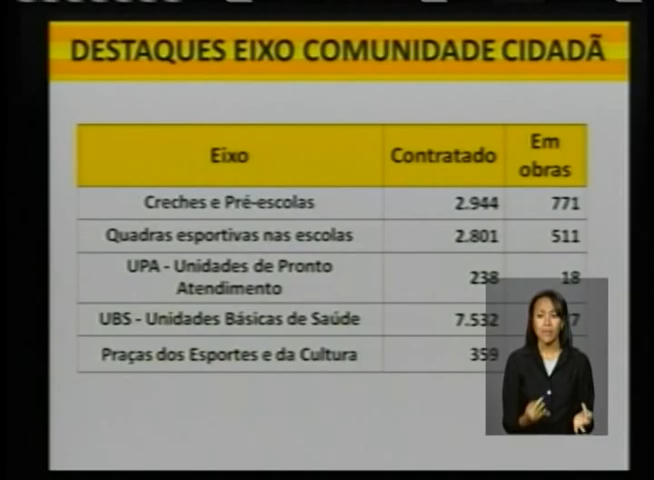 DESTAQUES EIXO COMUNIDADE CIDADÃ
Eixo Contratado Em obras
Creches e Pré-escolas 2.944 771
Quadras esportivas nas escolas 2.801 511
UPA - Unidades de Pronto
Atendimento 238 18
UBS - Unidades Básicas de Saúde 7.532
Praças dos Esportes e da Cultura 359